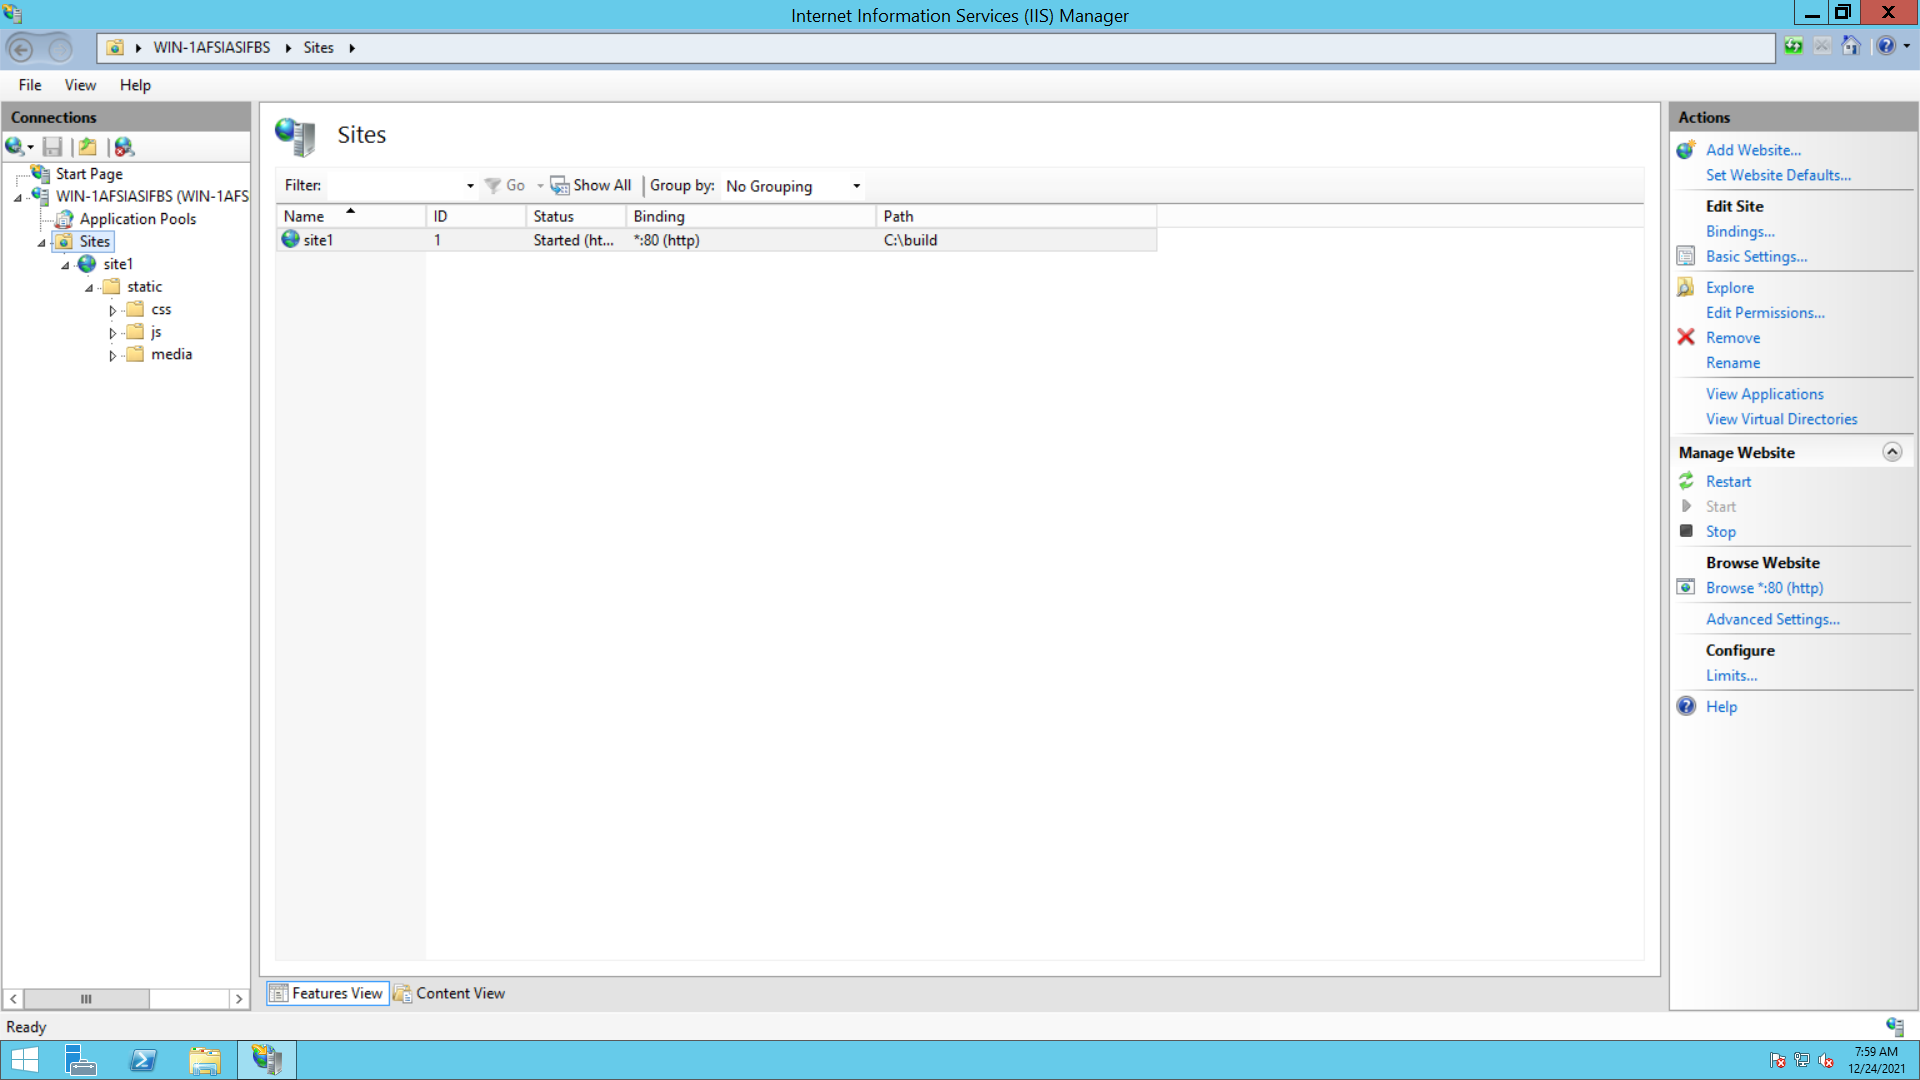 Internet Information Services (IIS) Manager
WIN-1AFSIASIFBS Sites
File View Help
Connections
Start Page
WIN-1AFSIASIFBS (WIN-1AFS
Application Pools
Sites
site1
static
css
js
media
Sites
Filter: Go Show All Group by: No Grouping
Name ID Status Binding Path
site1 1 Started (ht... *:80 (http) C:\build
Features View Content View
Actions
Add Website...
Set Website Defaults...
Edit Site
Bindings...
Basic Settings...
Explore
Edit Permissions...
Remove
Rename
View Applications
View Virtual Directories
Manage Website
Restart
Start
Stop
Browse Website
Browse *:80 (http)
Advanced Settings...
Configure
Limits...
Help
Ready
7:59 AM
12/24/2021